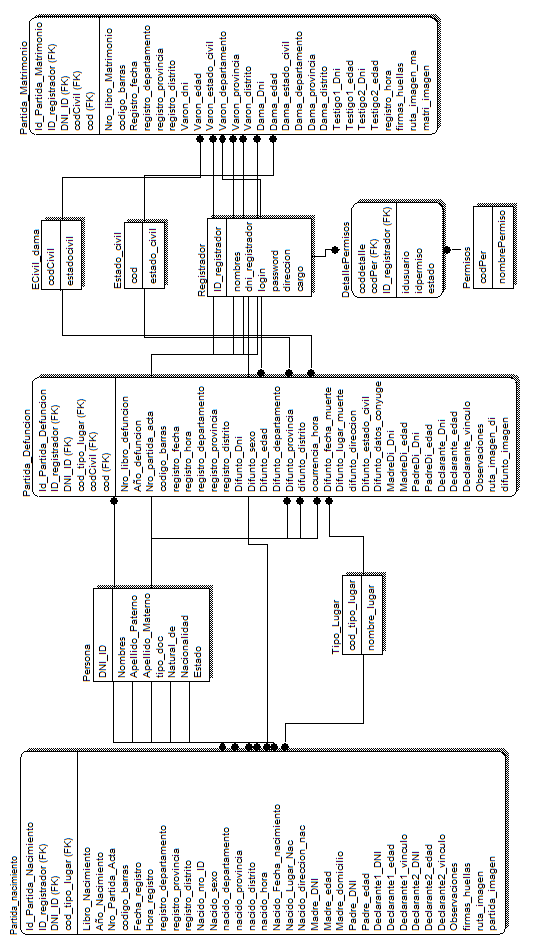 Partida_nacimiento
Id_Partida_Nacimiento
ID_registrador (FK)
DNI_ID (FK)
cod_tipo_lugar (FK)
Libro_Nacimiento
Año_Nacimiento
Nro_Partida_Acta
codigo_barras
Fecha_registro
Hora_registro
registro_departamento
registro_provincia
registro_distrito
Nacido_nro_ID
Nacido_sexo
nacido_departamento
nacido_provincia
nacido_distrito
nacido_hora
Nacido_Fecha_nacimiento
Nacido_Lugar_Nac
Nacido_direccion_nac
Madre_DNI
Madre_edad
Madre_domicilio
Padre_DNI
Padre_edad
Declarante_DNI
Declarante1_edad
Declarante1_vinculo
Declarante2_DNI
Declarante2_edad
Declarante2_vinculo
Observaciones
firmas_huellas
ruta_imagen
partida_imagen
Persona
DNI_ID
Nombres
Apellido_Paterno
Apellido_Materno
tipo_doc
Natural_de
Nacionalidad
Estado
Tipo_Lugar
cod_tipo_lugar
nombre_lugar
Partida_Defuncion
Id_Partida_Defuncion
ID_registrador (FK)
DNI_ID (FK)
cod_tipo_lugar (FK)
codCivil (FK)
cod (FK)
Nro_libro_defuncion
Año_defuncion
Nro_partida_acta
codigo_barras
registro_fecha
registro_hora
registro_departamento
registro_provincia
registro_distrito
Difunto_Dni
Difunto_sexo
Difunto_edad
Difunto_departamento
Difunto_provincia
difunto_distrito
ocurrencia_hora
Difunto_fecha_muerte
Difunto_lugar_muerte
difunto_direccion
Difunto_estado_civil
Difunto_datos_conyuge
MadreDi_Dni
MadreDi_edad
PadreDi_Dni
PadreDi_edad
Declarante_Dni
Declarante_edad
Declarante_vinculo
Observaciones
ruta_imagen_di
difunto_imagen
ECivil_dama
codCivil
estadocivil
Estado_civil
cod
estado_civil
Registrador
ID_registrador
nombres
dni_registrador
login
password
direccion
cargo
DetallePermisos
coddetalle
codPer (FK)
ID_registrador (FK)
idusuario
idpermiso
estado
Permisos
codPer
nombrePermiso
Partida_Matrimonio
Id_Partida_Matrimonio
ID_registrador (FK)
DNI_ID (FK)
codCivil (FK)
cod (FK)
Nro_libro_Matrimonio
codigo_barras
Registro_fecha
registro_departamento
registro_provincia
registro_distrito
Varon_dni
Varon_edad
Varon_estado_civil
Varon_departamento
Varon_provincia
Varon_distrito
Dama_Dni
Dama_edad
Dama_estado_civil
Dama_departamento
Dama_provincia
Dama_distrito
Testigo1_Dni
Testigo1_edad
Testigo2_Dni
Testigo2_edad
registro_hora
firmas_huellas
ruta_imagen_ma
matri_imagen